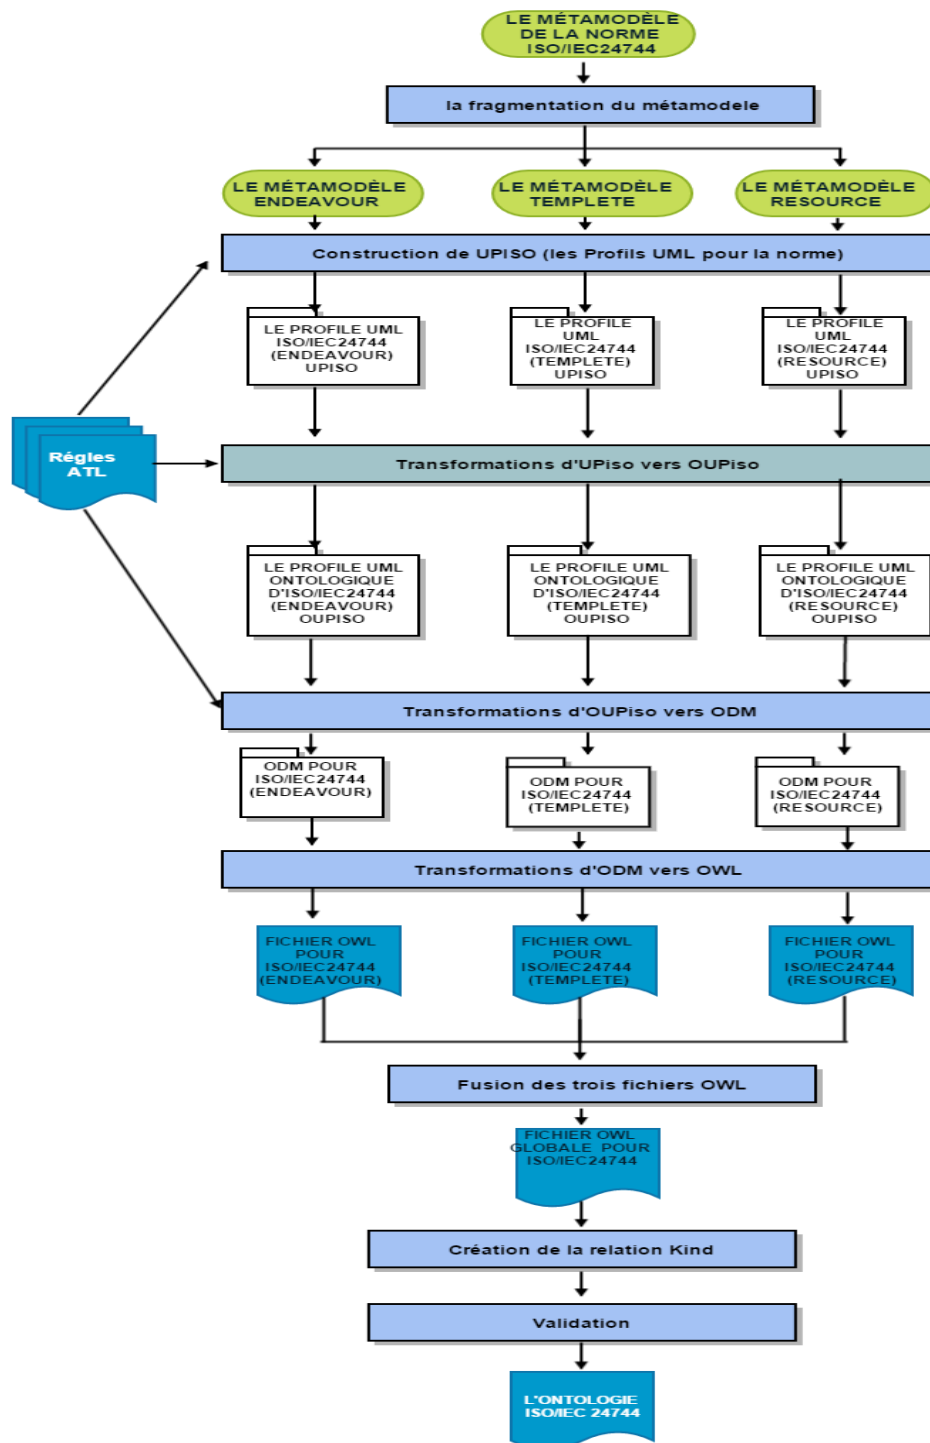 LE MÉTAMODÈLE
DE LA NORME
ISO/IEC24744
la fragmentation du métamodele
LE MÉTAMODÈLE
ENDEAVOUR
LE MÉTAMODÈLE
TEMPLETE
LE MÉTAMODÈLE
RESOURCE
Construction de UPISO (les Profils UML pour la norme)
LE PROFILE UML
ISO/IEC24744
(ENDEAVOUR)
UPISO
LE PROFILE
UML
ISO/IEC24744
(TEMPLETE)
UPISO
LE PROFILE
UML
ISO/IEC24744
(RESOURCE)
UPISO
Régles
ATL
Transformations d'UPiso vers OUPiso
LE PROFILE UML
ONTOLOGIQUE
D'ISO/IEC24744
(ENDEAVOUR)
OUPISO
LE PROFILE UML
ONTOLOGIQUE
D'ISO/IEC24744
(TEMPLETE)
OUPISO
LE PROFILE UML
ONTOLOGIQUE
D'ISO/IEC24744
(RESOURCE)
OUPISO
Transformations d'OUPiso vers ODM
ODM POUR
ISO/IEC24744
(ENDEAVOUR)
ODM POUR
ISO/IEC24744
(TEMPLETE)
ODM POUR
ISO/IEC24744
(RESOURCE)
Transformations d'ODM vers OWL
FICHIER OWL
POUR
ISO/IEC24744
(ENDEAVOUR)
FICHIER OWL
POUR
ISO/IEC24744
(TEMPLETE)
FICHIER OWL
POUR
ISO/IEC24744
(RESOURCE)
Fusion des trois fichiers OWL
FICHIER OWL
GLOBALE POUR
ISO/IEC24744
Création de la relation Kind
Validation
L'ONTOLOGIE
ISO/IEC 24744